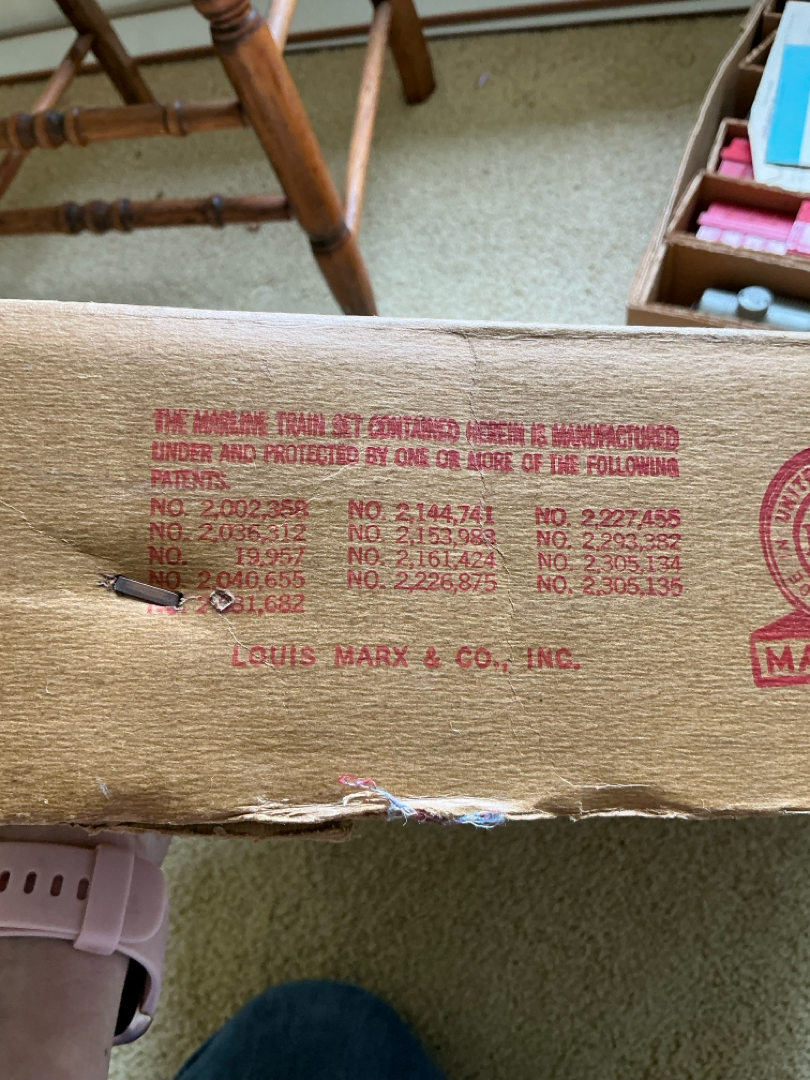 THE MARLINE TRAIN SET CONTAINED HEREIN IS MANUFACTURED
UNDER AND PROTECTED BY ONE OR MORE OF THE FOLLOWING
PATENTS.
NO. 2,002,358 NO. 2,144,741 NO. 2,227,455
NO. 2,036,312 NO. 2,153,983 NO. 2,293,382
NO. 19,957 NO. 2,161,424 NO. 2,305,134
NO. 2,040,655 NO. 2,226,875 NO. 2,305,135
LOUIS MARX & CO., INC.
MA